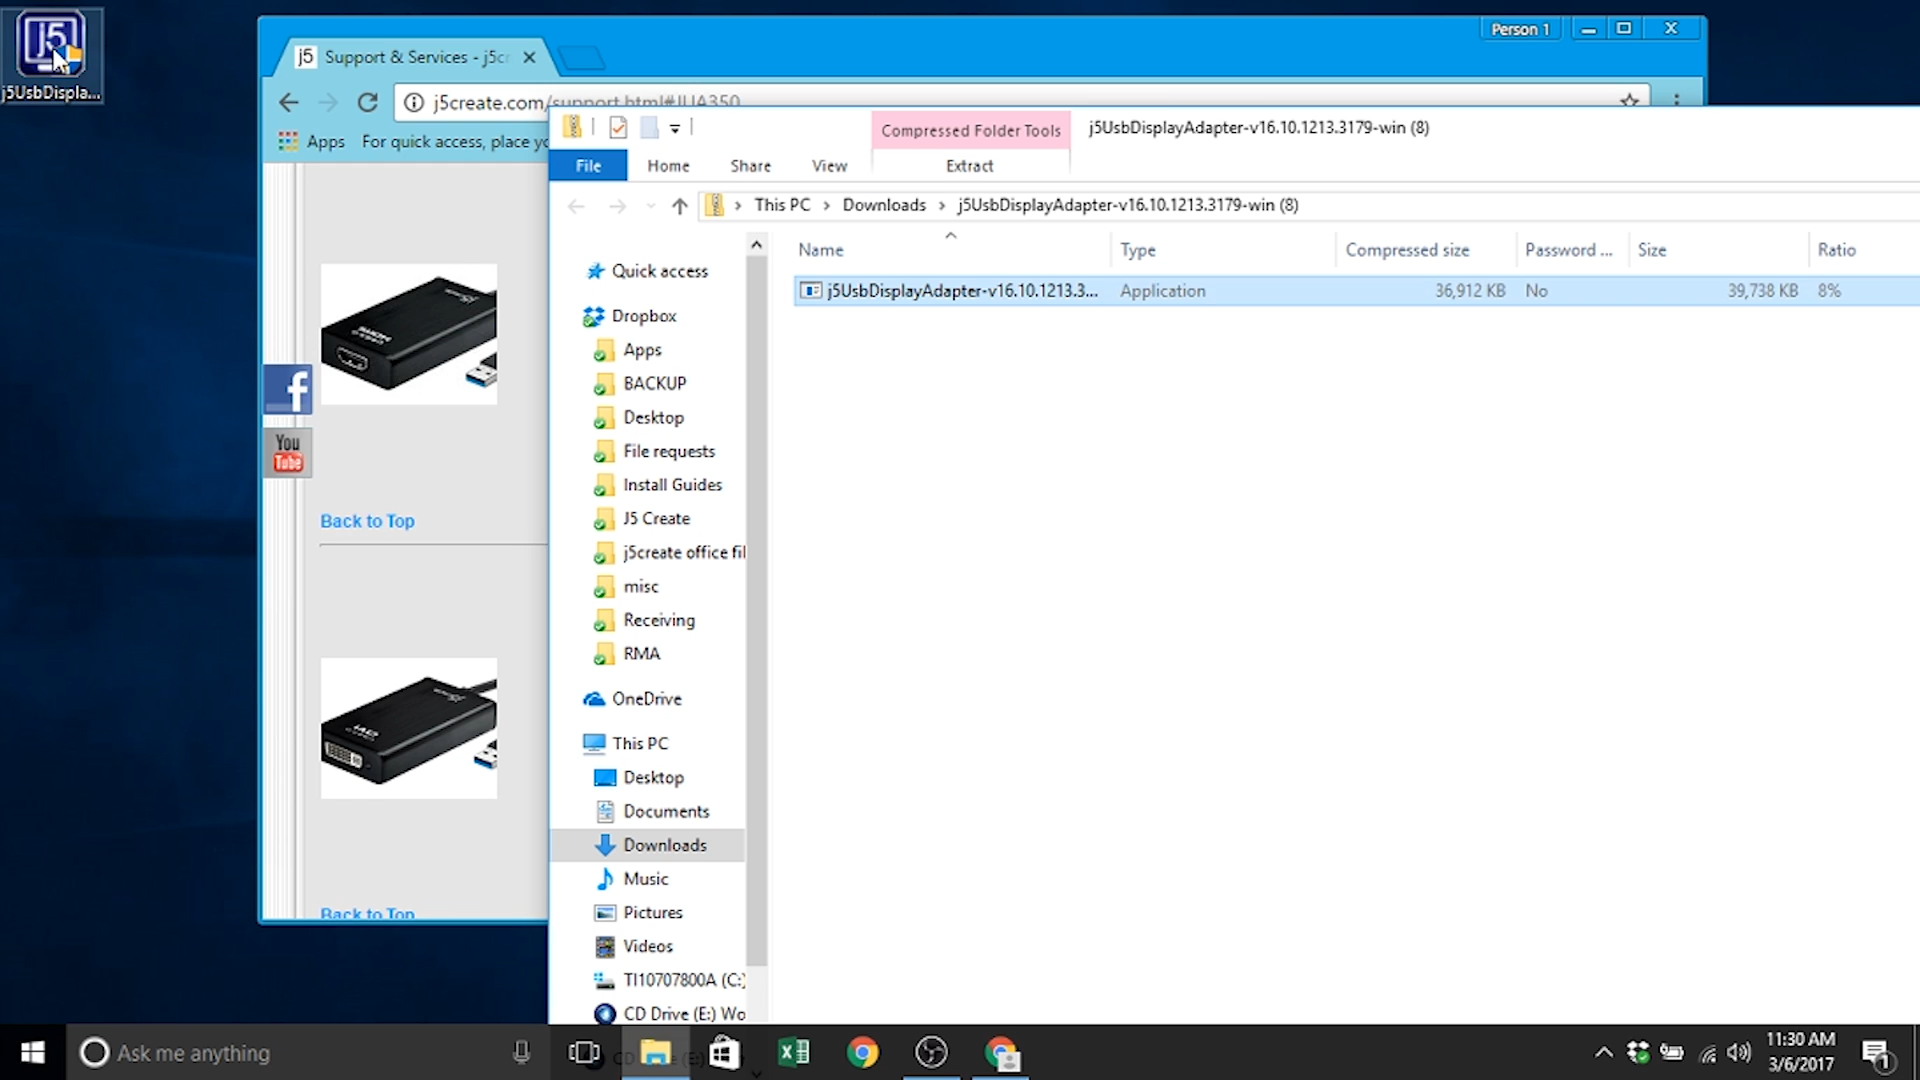 J5
j5UsbDispla...
Person 1
j5 Support & Services - j5cr
j5create.com/support.html#JUA350
Apps For quick access, place yo
You
Tube
Back to Top
Back to Top
Compressed Folder Tools
j5UsbDisplayAdapter-v16.10.1213.3179-win (8)
File Home Share View Extract
This PC › Downloads › j5UsbDisplayAdapter-v16.10.1213.3179-win (8)
Name Type Compressed size Password ... Size Ratio
j5UsbDisplayAdapter-v16.10.1213.3... Application 36,912 KB No 39,738 KB 8%
Quick access
Dropbox
Apps
BACKUP
Desktop
File requests
Install Guides
J5 Create
j5create office fil
misc
Receiving
RMA
OneDrive
This PC
Desktop
Documents
Downloads
Music
Pictures
Videos
TI10707800A (C:)
CD Drive (E:) Wo
Ask me anything
11:30 AM
3/6/2017
1